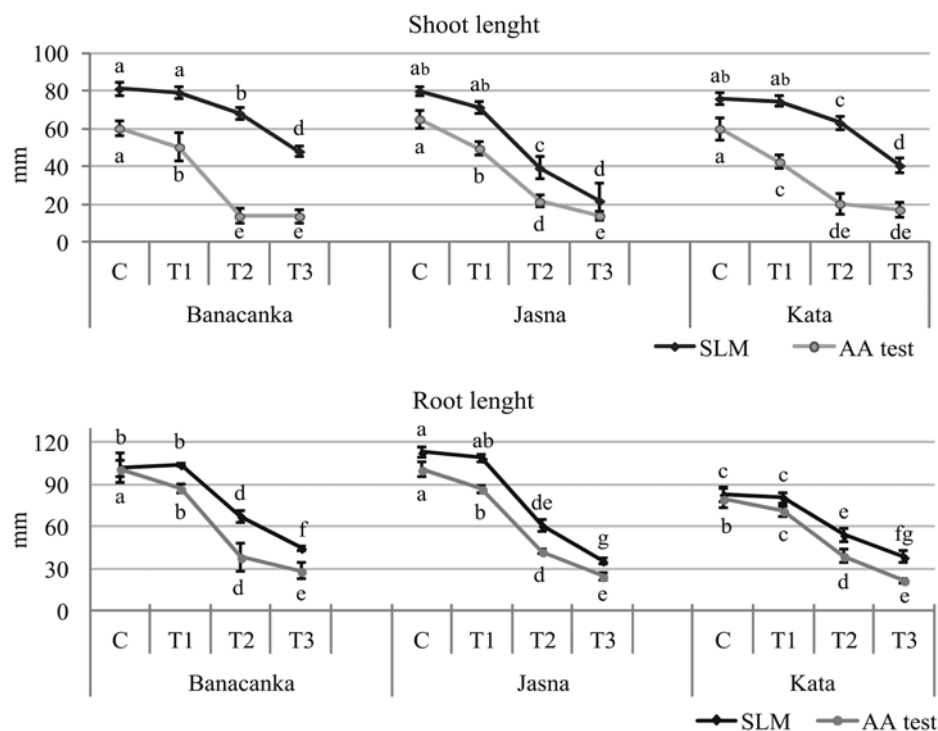 Shoot lenght
100
80
60
40
20
0
mm
a a b d
a b e e
ab ab c d
a b d e
ab ab c d
a c de de
C T1 T2 T3 C T1 T2 T3 C T1 T2 T3
Banacanka Jasna Kata
SLM AA test
Root lenght
120
90
60
30
0
mm
b b d f
a b d e
a ab de g
a b d e
c c e fg
b c d e
C T1 T2 T3 C T1 T2 T3 C T1 T2 T3
Banacanka Jasna Kata
SLM AA test